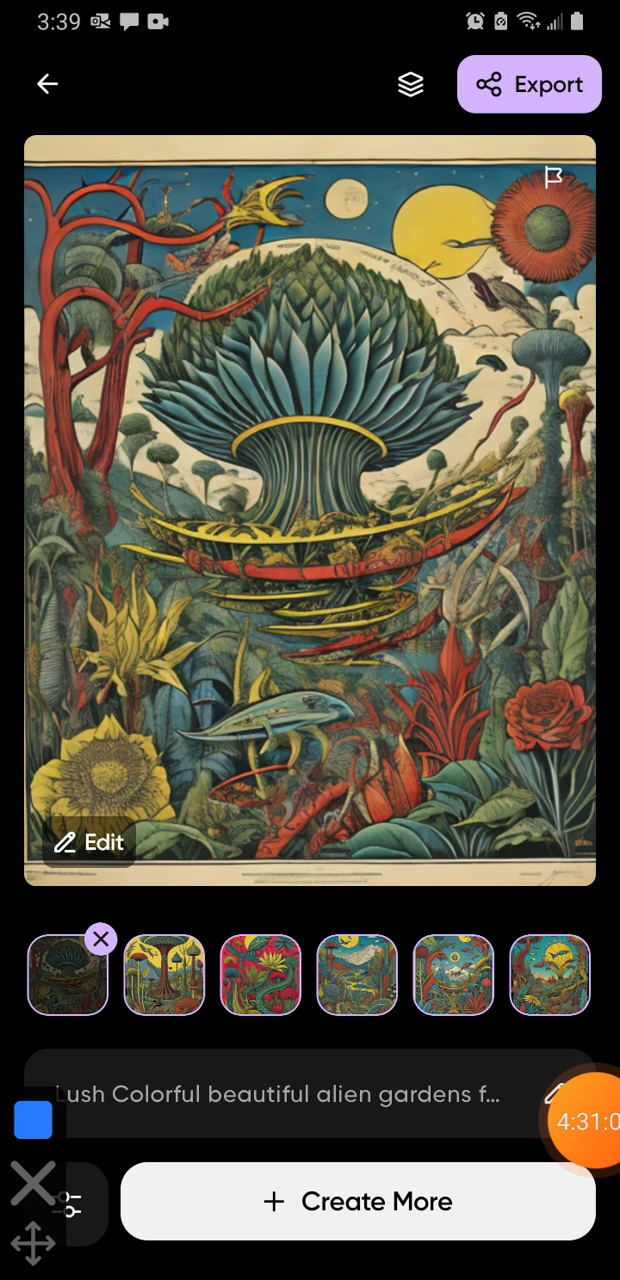 3:39
Export
Edit
Lush Colorful beautiful alien gardens f...
4:31:0
+ Create More